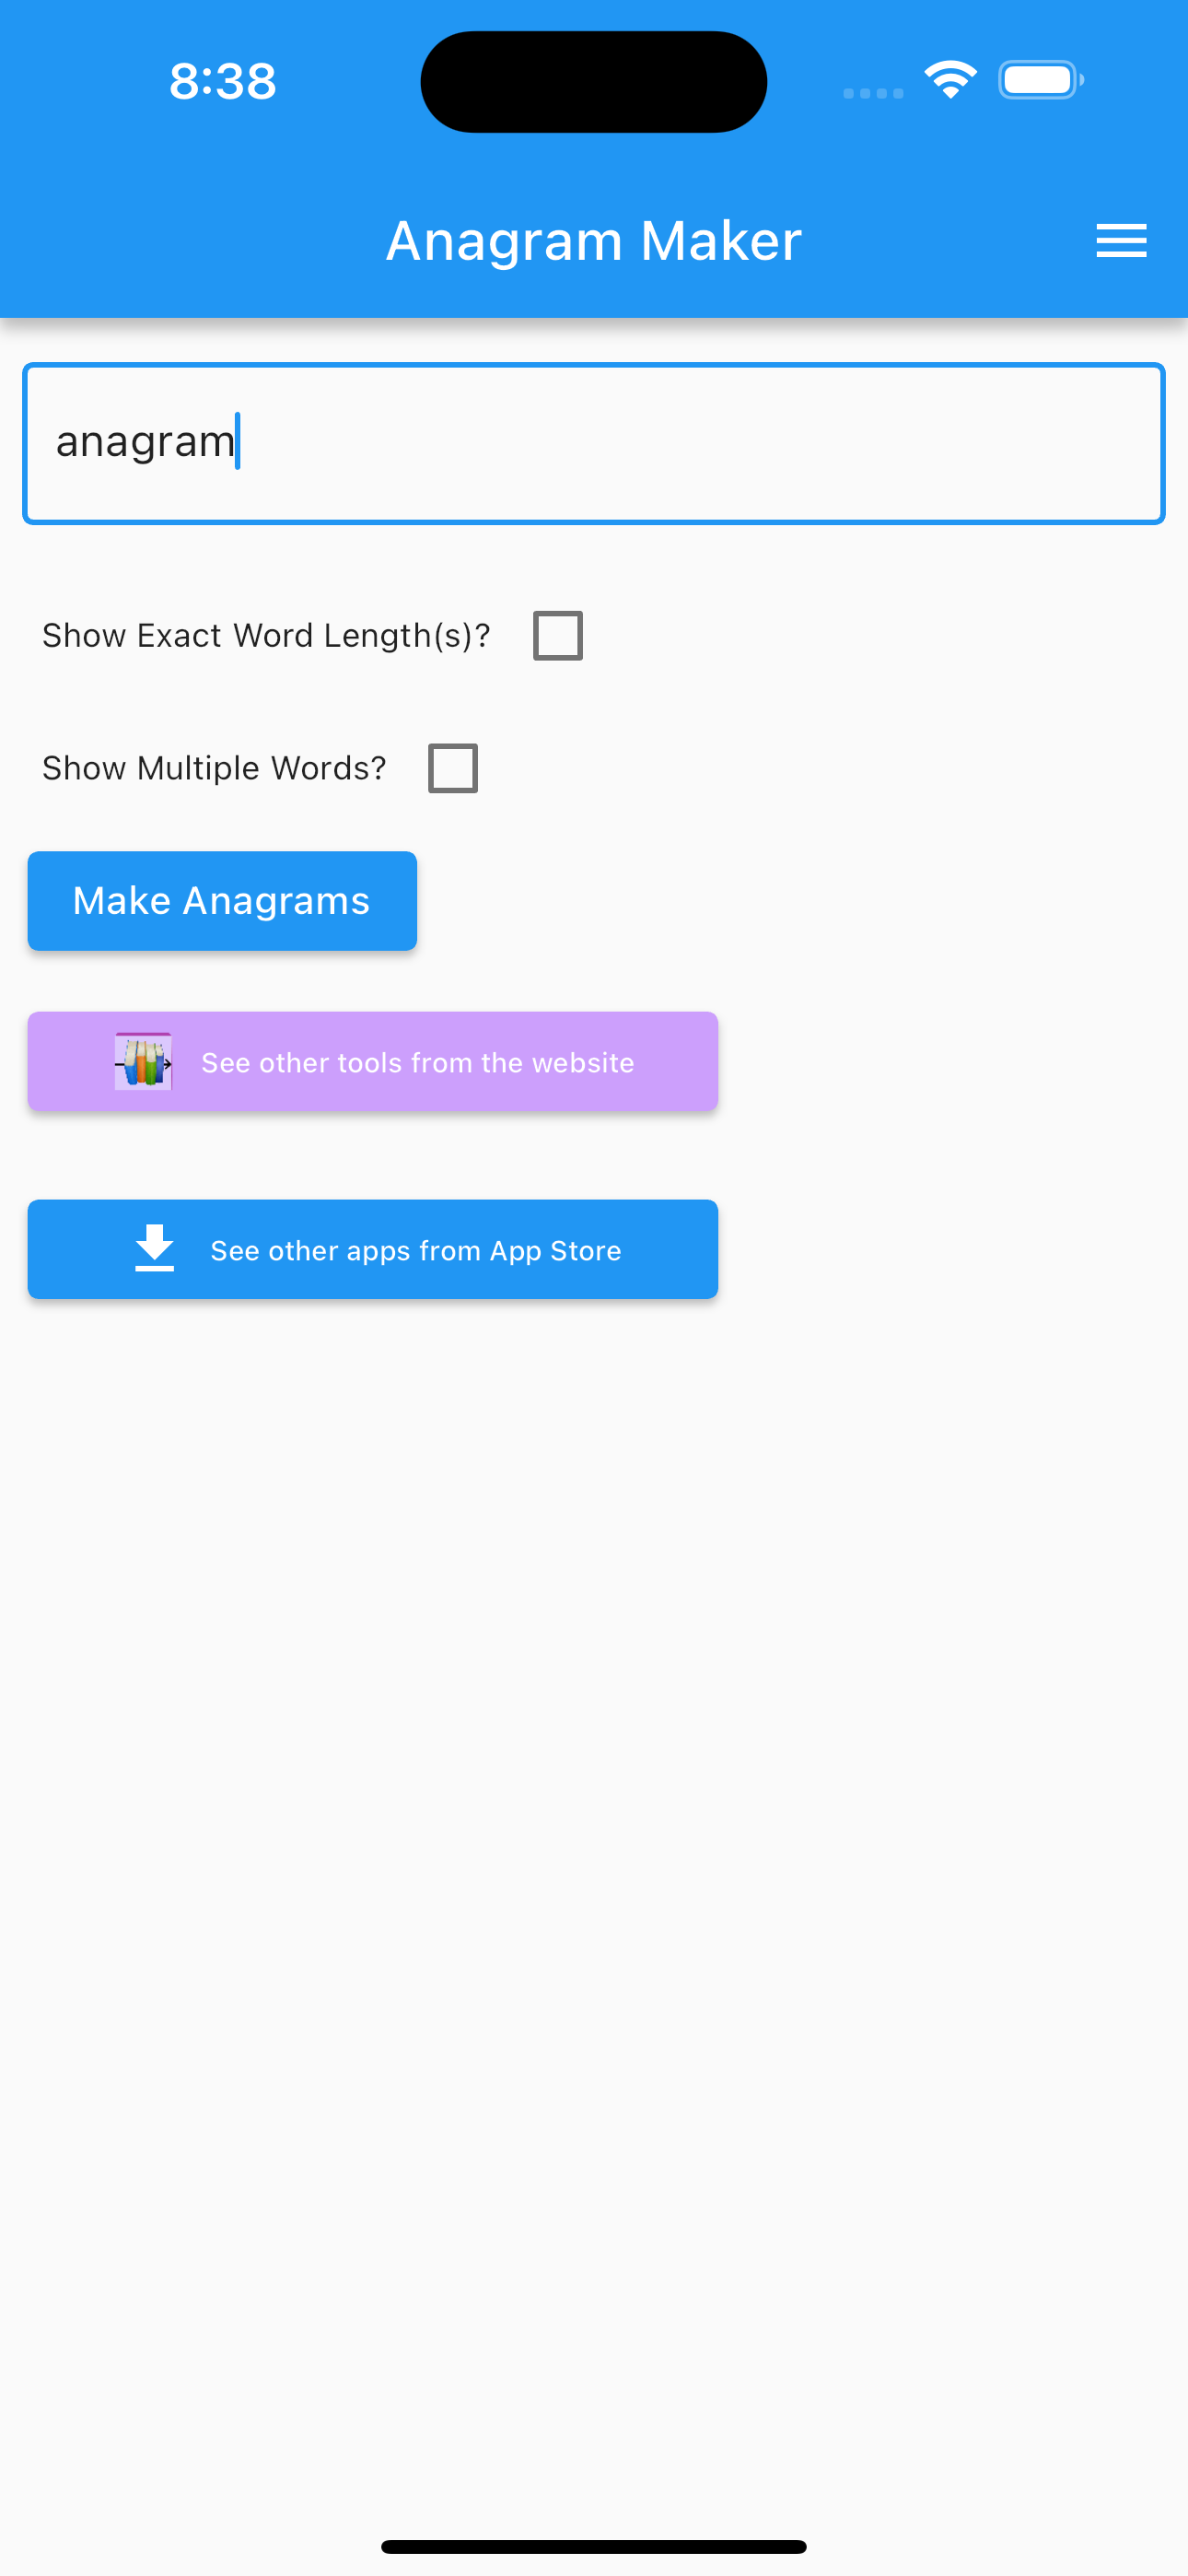 8:38
Anagram Maker
anagram
Show Exact Word Length(s)?
Show Multiple Words?
Make Anagrams
See other tools from the website
See other apps from App Store